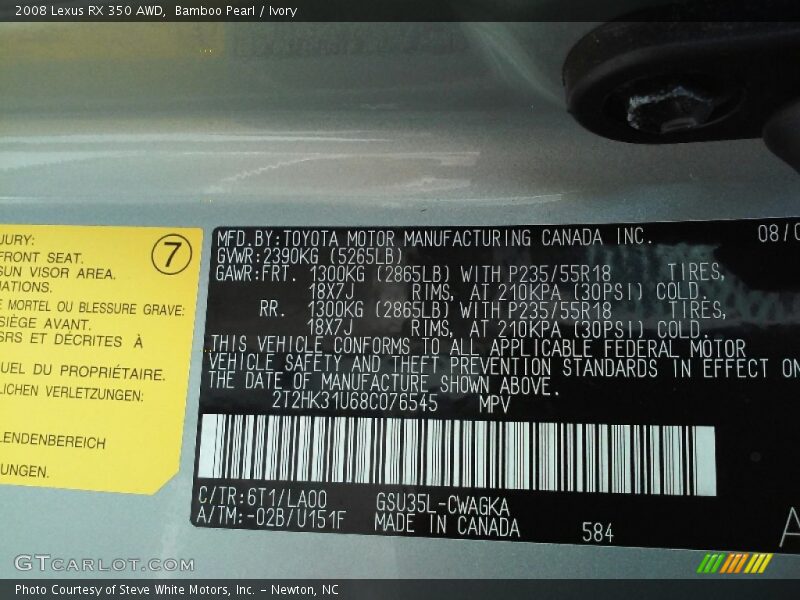 2008 Lexus RX 350 AWD, Bamboo Pearl / Ivory
JURY:
FRONT SEAT.
SUN VISOR AREA.
7
MORTEL OU BLESSURE GRAVE:
SIÈGE AVANT.
ET DÉCRITES À
DU PROPRIÉTAIRE.
VERLETZUNGEN:
LENDENBEREICH
UNGEN.
MFD.BY:TOYOTA MOTOR MANUFACTURING CANADA INC. 08/0
GVWR:2390KG (5265LB)
GAWR:FRT. 1300KG (2865LB) WITH P235/55R18 TIRES,
18X7J RIMS, AT 210KPA (30PSI) COLD.
RR. 1300KG (2865LB) WITH P235/55R18 TIRES,
18X7J RIMS, AT 210KPA (30PSI) COLD.
THIS VEHICLE CONFORMS TO ALL APPLICABLE FEDERAL MOTOR
VEHICLE SAFETY AND THEFT PREVENTION STANDARDS IN EFFECT ON
THE DATE OF MANUFACTURE SHOWN ABOVE.
2T2HK31U68C076545 MPV
C/TR:6T1/LA00 GSU35L-CWAGKA
A/TM:-02B/U151F MADE IN CANADA 584
A
GTCARLOT.COM
Photo Courtesy of Steve White Motors, Inc. – Newton, NC